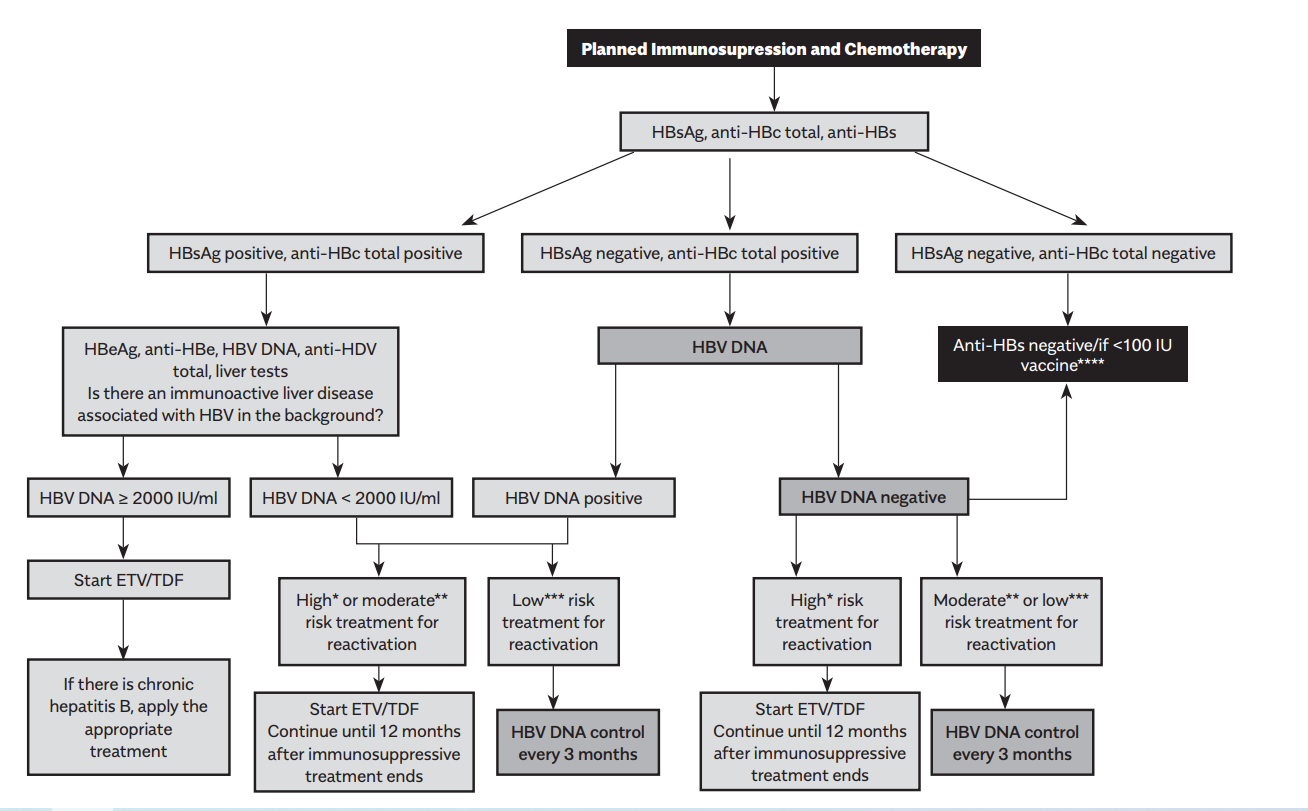 Planned Immunosupression and Chemotherapy
HBsAg, anti-HBc total, anti-HBs
HBsAg positive, anti-HBc total positive
HBsAg negative, anti-HBc total positive
HBsAg negative, anti-HBc total negative
HBeAg, anti-HBe, HBV DNA, anti-HDV
total, liver tests
Is there an immunoactive liver disease
associated with HBV in the background?
HBV DNA
Anti-HBs negative/if <100 IU
vaccine****
HBV DNA ≥ 2000 IU/ml
HBV DNA < 2000 IU/ml
HBV DNA positive
HBV DNA negative
Start ETV/TDF
High* or moderate**
risk treatment for
reactivation
Low*** risk
treatment for
reactivation
High* risk
treatment for
reactivation
Moderate** or low***
risk treatment for
reactivation
If there is chronic
hepatitis B, apply the
appropriate
treatment
Start ETV/TDF
Continue until 12 months
after immunosuppressive
treatment ends
HBV DNA control
every 3 months
Start ETV/TDF
Continue until 12 months
after immunosuppressive
treatment ends
HBV DNA control
every 3 months